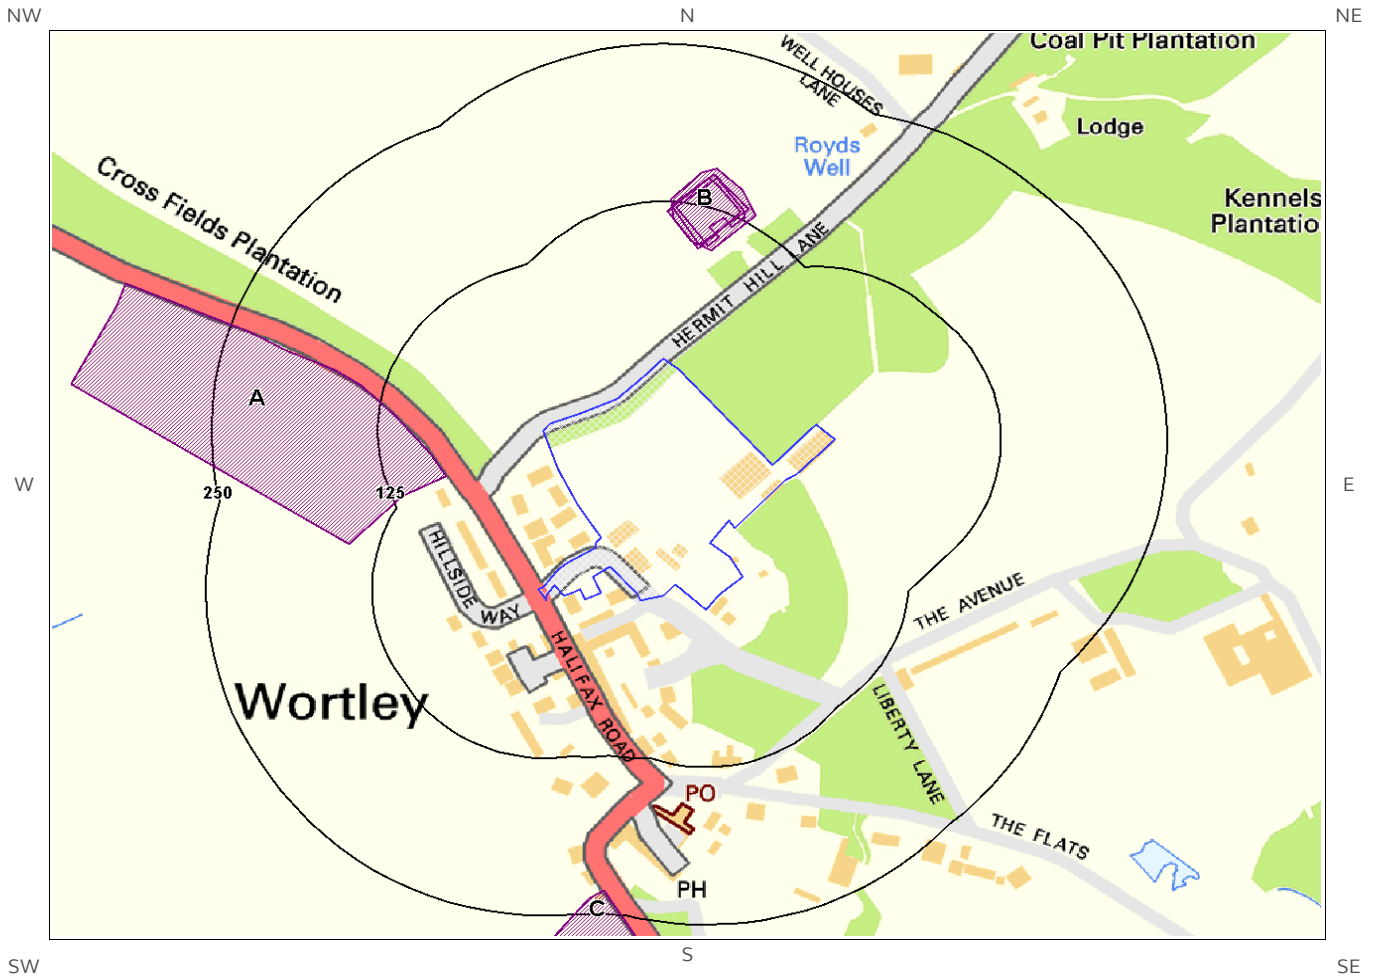 NW
N
NE
WELL HOUSES
LANE
Coal Pit Plantation
Lodge
Royds
Well
Cross Fields Plantation
B
Kennels
Plantatio
HERMIT HILL LANE
A
W
250
125
E
HILLSIDE WAY
THE AVENUE
HALIFAX ROAD
Wortley
LIBERTY LANE
PO
THE FLATS
PH
C
SW
S
SE